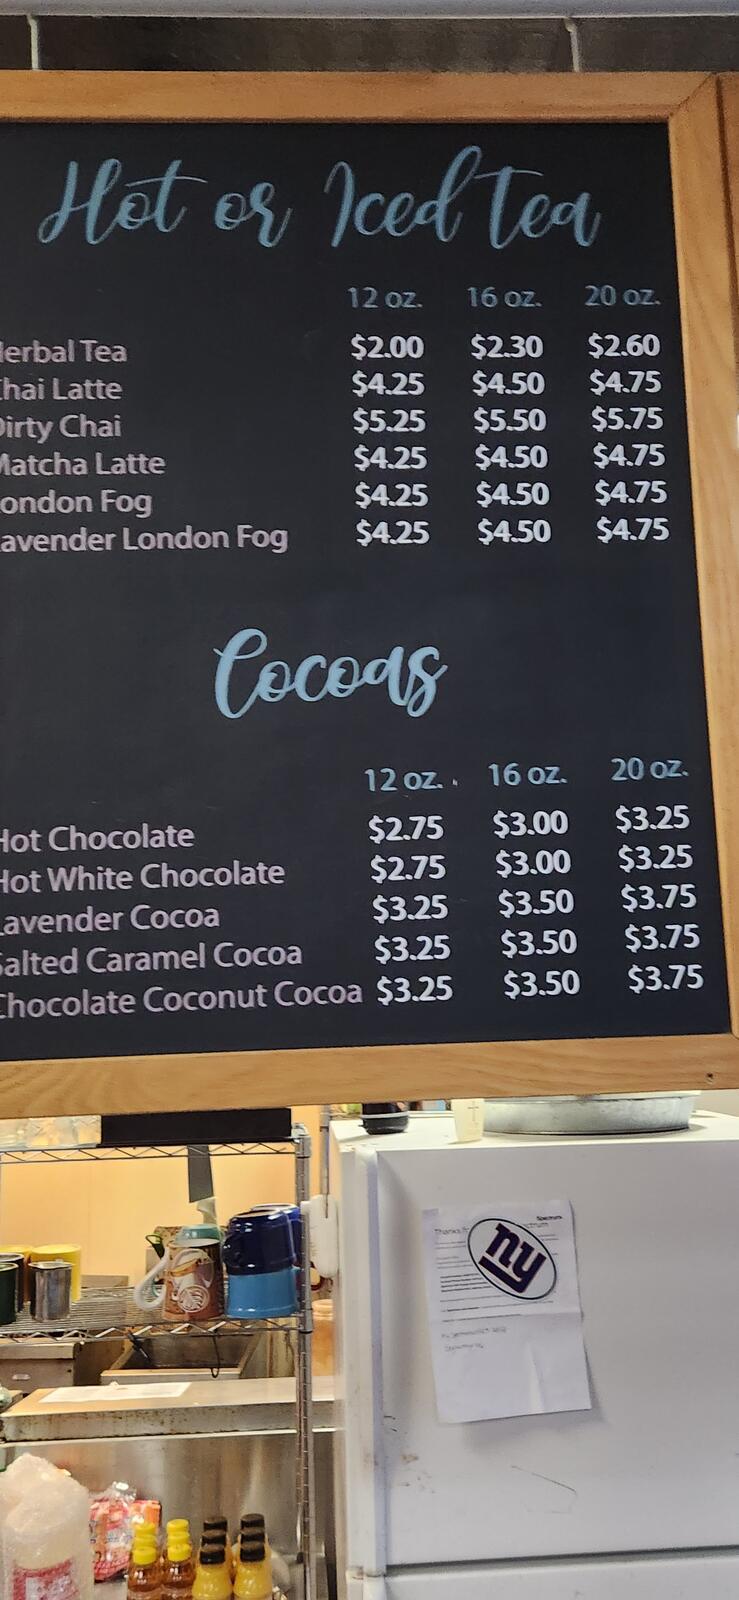 Hot or Iced Tea
12 oz. 16 oz. 20 oz.
erbal Tea $2.00 $2.30 $2.60
hai Latte $4.25 $4.50 $4.75
irty Chai $5.25 $5.50 $5.75
Matcha Latte $4.25 $4.50 $4.75
ondon Fog $4.25 $4.50 $4.75
avender London Fog $4.25 $4.50 $4.75
Cocoas
12 oz. 16 oz. 20 oz.
Hot Chocolate $2.75 $3.00 $3.25
Hot White Chocolate $2.75 $3.00 $3.25
Lavender Cocoa $3.25 $3.50 $3.75
Salted Caramel Cocoa $3.25 $3.50 $3.75
Chocolate Coconut Cocoa $3.25 $3.50 $3.75
Spectrum
Thanks
ny